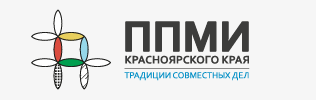 ППМИ
КРАСНОЯРСКОГО КРАЯ
ТРАДИЦИИ СОВМЕСТНЫХ ДЕЛ